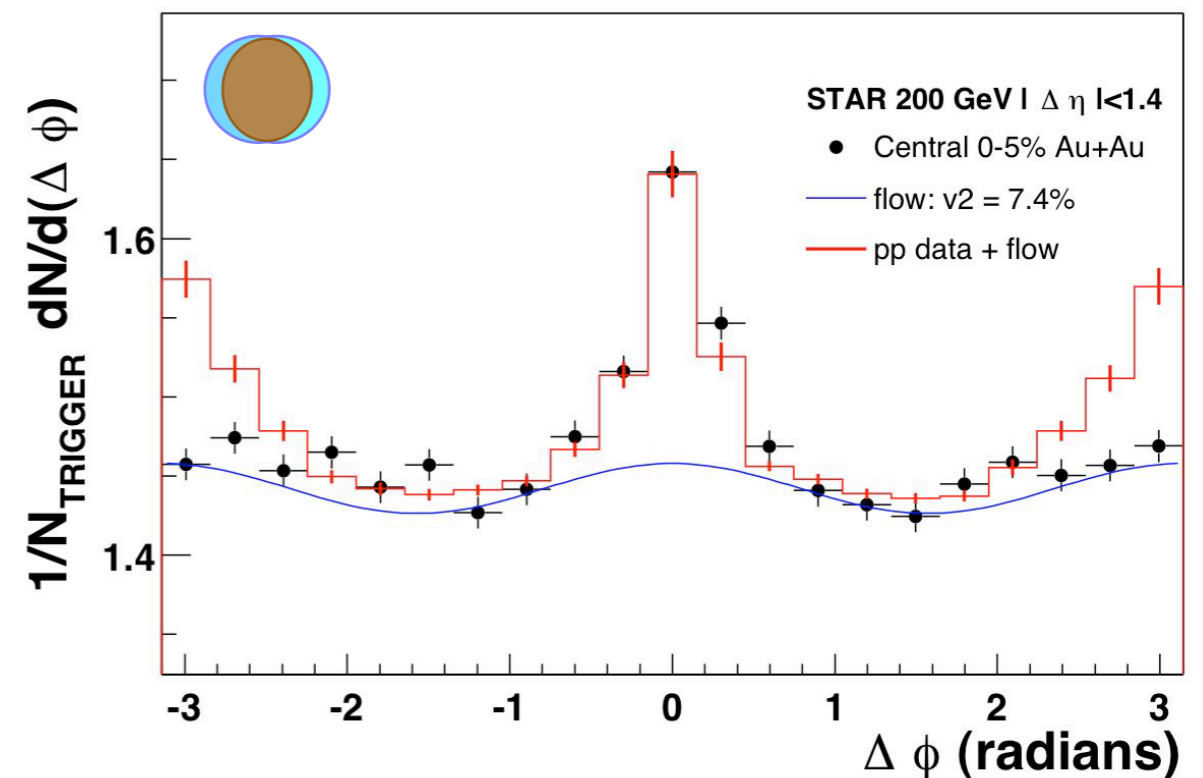 STAR 200 GeV | Δ η |<1.4
Central 0-5% Au+Au
flow: v2 = 7.4%
pp data + flow
1/N_TRIGGER dN/d(Δ ϕ)
1.6
1.4
-3 -2 -1 0 1 2 3
Δ ϕ (radians)